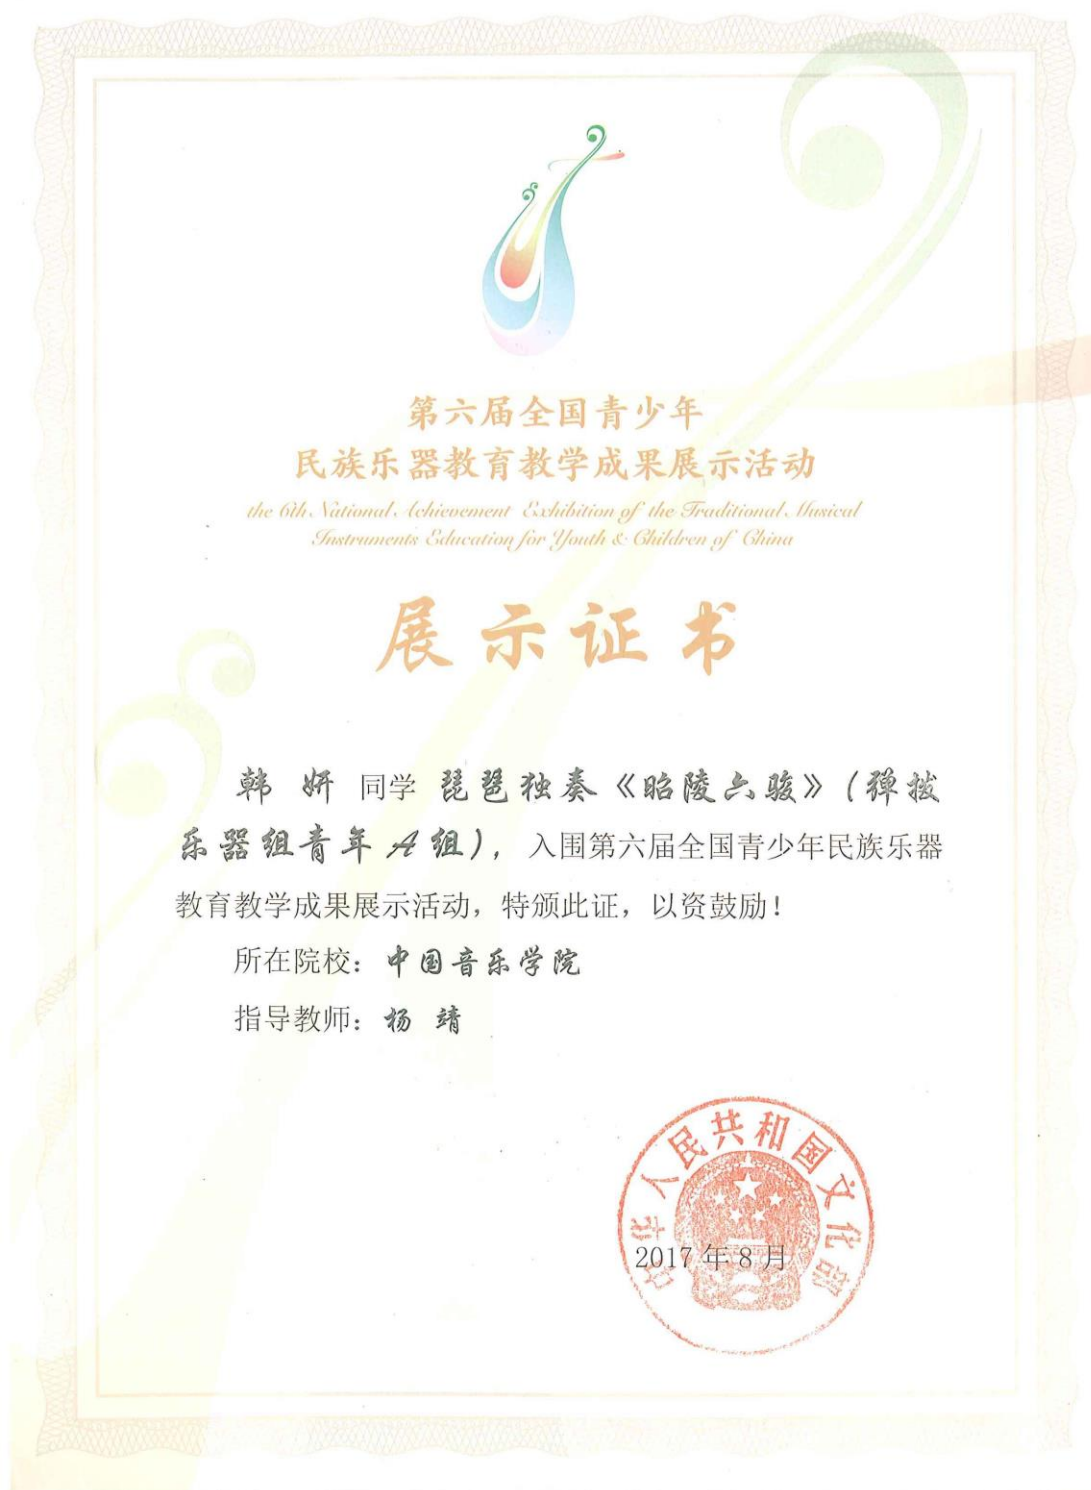 第六届全国青少年
民族乐器教育教学成果展示活动
the 6th National Achievement Exhibition of the Traditional Musical
Instruments Education for Youth & Children of China
展示证书
韩 妍 同学 琵琶独奏《昭陵六骏》(弹拨
乐器组青年A组), 入围第六届全国青少年民族乐器
教育教学成果展示活动, 特颁此证, 以资鼓励!
所在院校: 中国音乐学院
指导教师: 杨 靖
中华人民共和国文化部
2017年8月